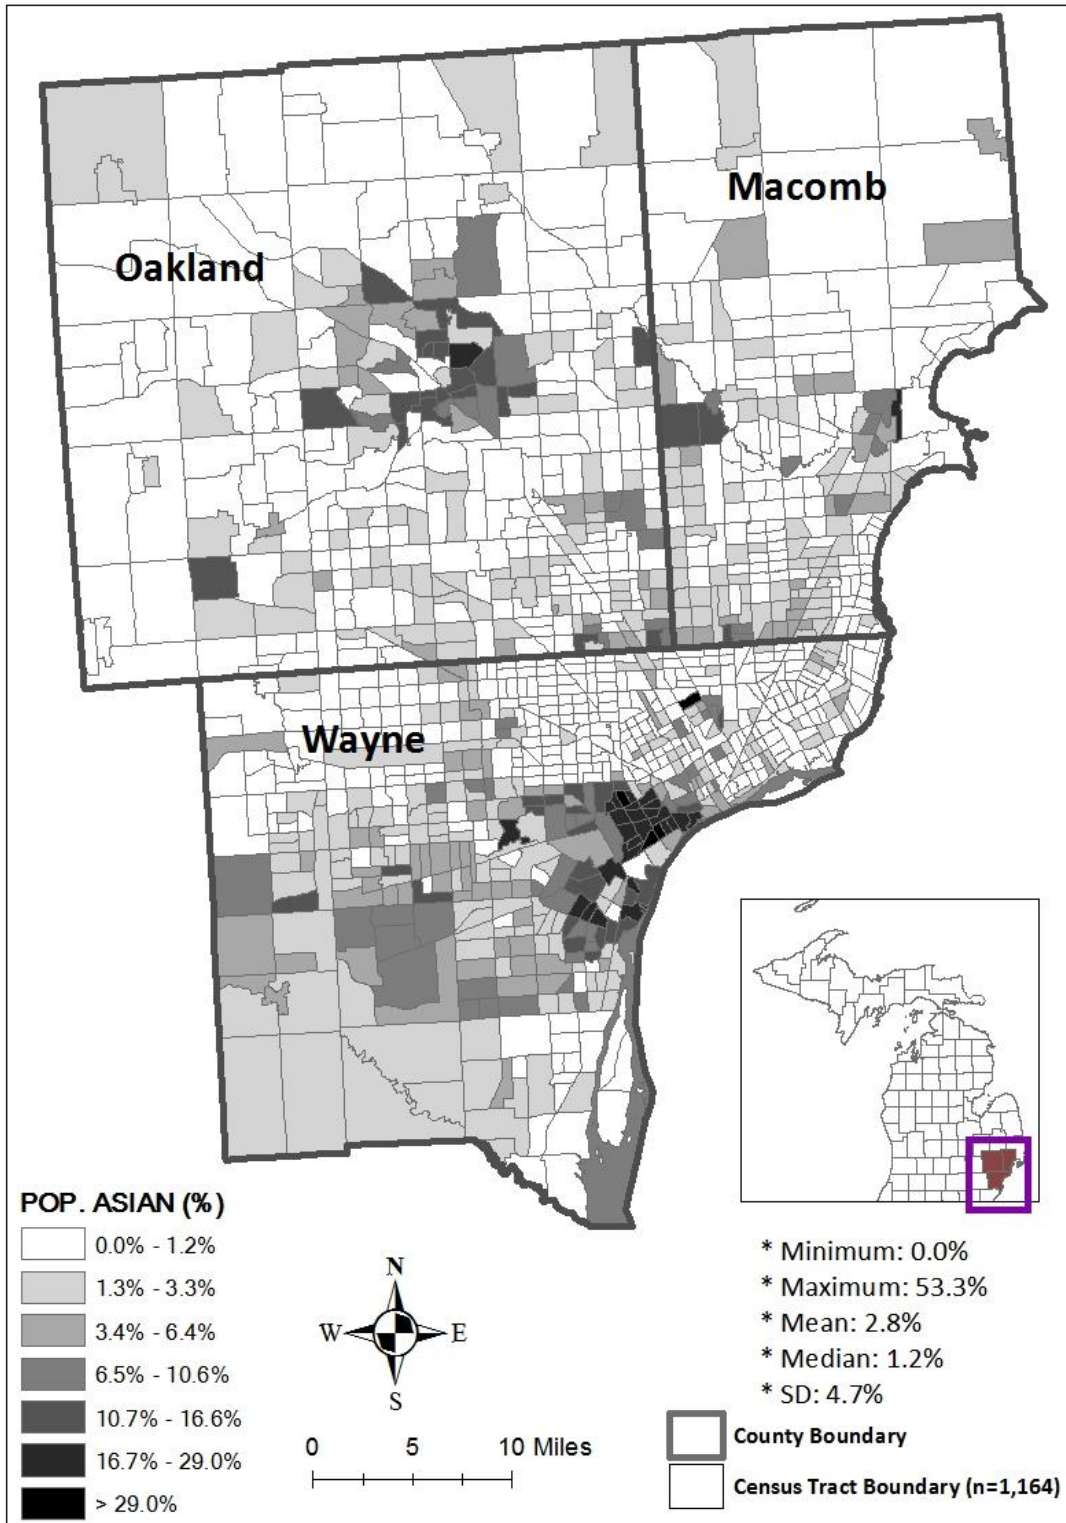 Macomb
Oakland
Wayne
POP. ASIAN (%)
0.0% - 1.2%
1.3% - 3.3%
3.4% - 6.4%
6.5% - 10.6%
10.7% - 16.6%
16.7% - 29.0%
> 29.0%
N
W
E
S
0 5 10 Miles
* Minimum: 0.0%
* Maximum: 53.3%
* Mean: 2.8%
* Median: 1.2%
* SD: 4.7%
County Boundary
Census Tract Boundary (n=1,164)